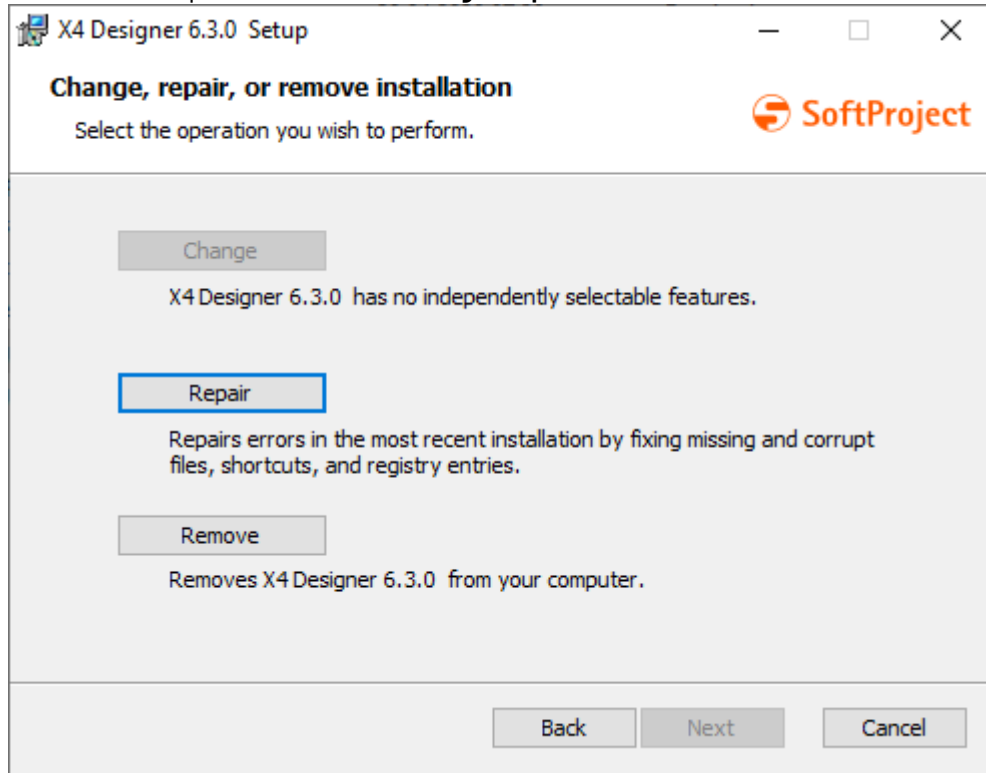 X4 Designer 6.3.0 Setup
Change, repair, or remove installation
Select the operation you wish to perform.
SoftProject
Change
X4 Designer 6.3.0 has no independently selectable features.
Repair
Repairs errors in the most recent installation by fixing missing and corrupt
files, shortcuts, and registry entries.
Remove
Removes X4 Designer 6.3.0 from your computer.
Back Next Cancel